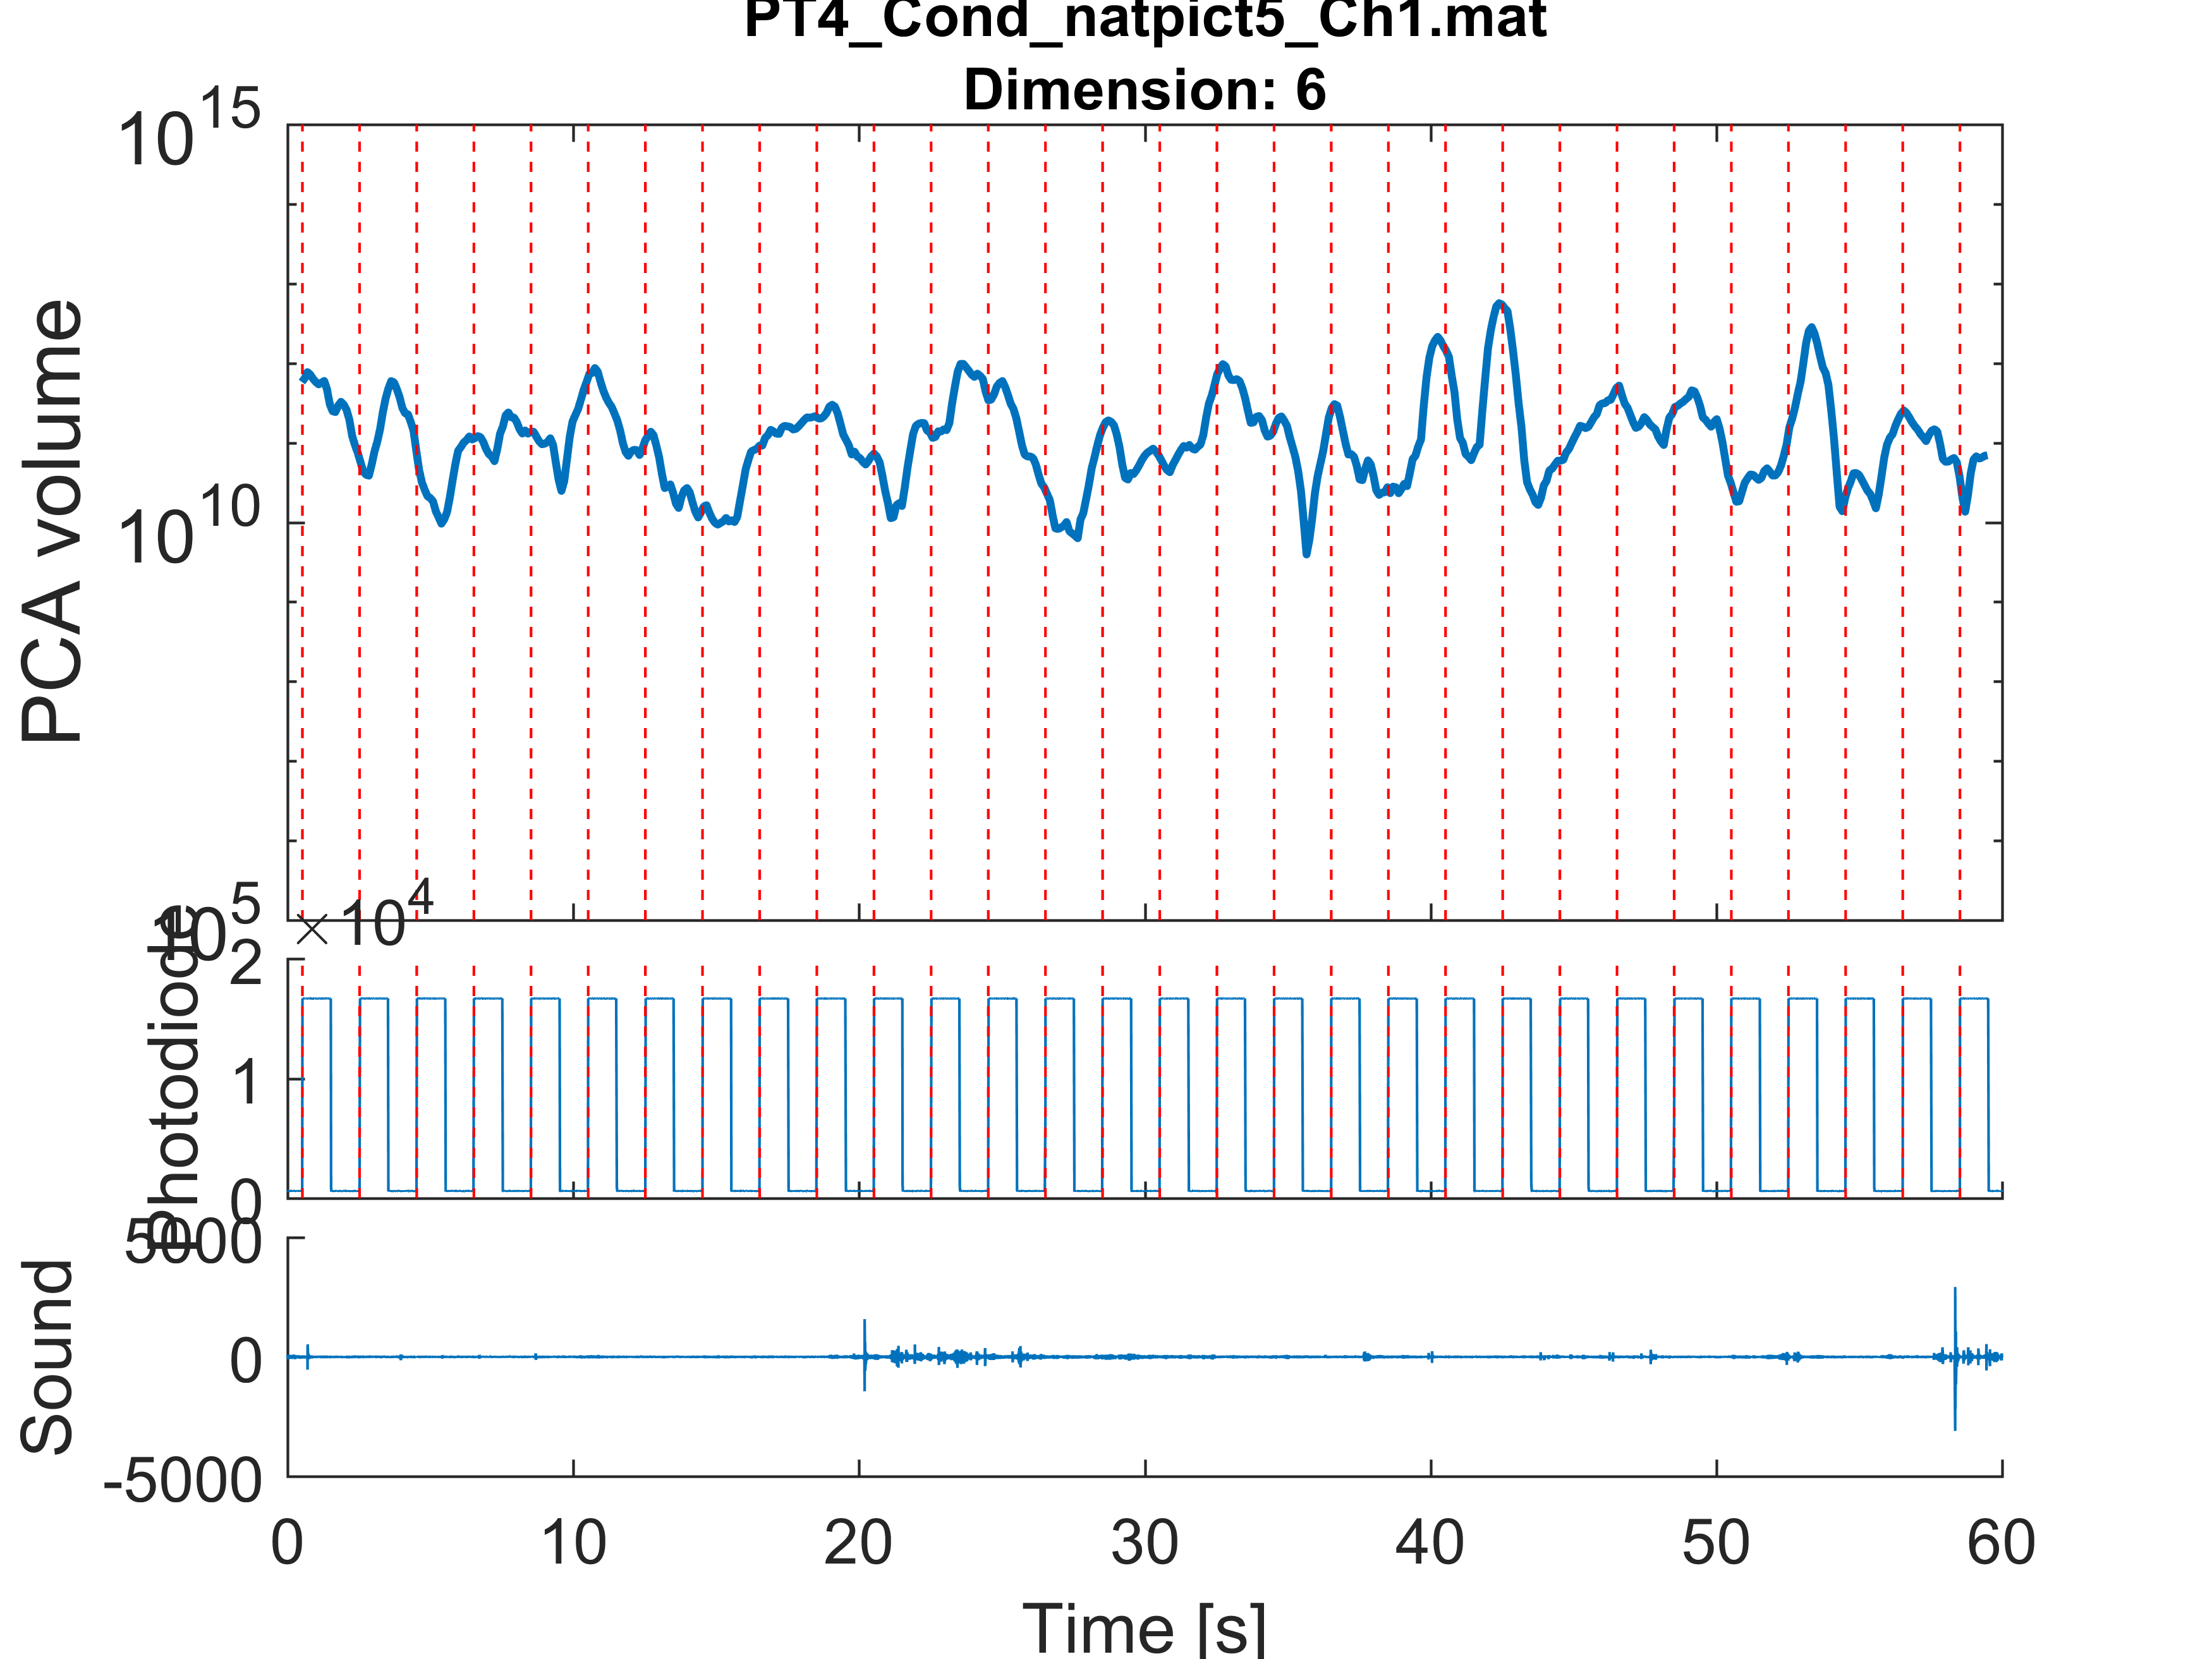 PT4_Cond_natpict5_Ch1.mat
Dimension: 6
10^15
10^10
10^5
PCA volume
×10^4
2
1
0
Photodiode
5000
0
-5000
Sound
0 10 20 30 40 50 60
Time [s]